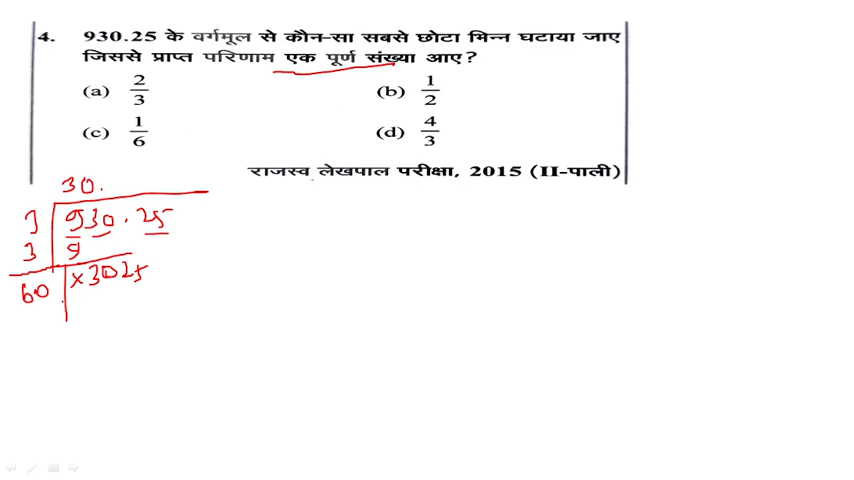 4. 930.25 के वर्गमूल से कौन-सा सबसे छोटा भिन्न घटाया जाए
जिससे प्राप्त परिणाम एक पूर्ण संख्या आए?
(a) 2/3 (b) 1/2
(c) 1/6 (d) 4/3
राजस्व लेखपाल परीक्षा, 2015 (II-पाली)
30.
3 930.25
3 9
60 ×3025